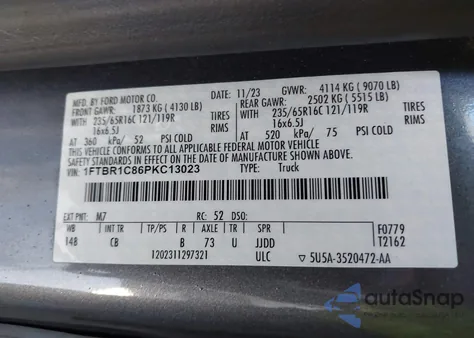 MFD. BY FORD MOTOR CO.
DATE: 11/23 GVWR: 4114 KG ( 9070 LB)
FRONT GAWR: 1873 KG ( 4130 LB) REAR GAWR: 2502 KG ( 5515 LB)
WITH 235/65R16C 121/119R TIRES WITH 235/65R16C 121/119R TIRES
16x6.5J RIMS 16x6.5J RIMS
AT 360 kPa/ 52 PSI COLD AT 520 kPa/ 75 PSI COLD
THIS VEHICLE CONFORMS TO ALL APPLICABLE FEDERAL MOTOR VEHICLE
SAFETY STANDARDS IN EFFECT ON THE DATE OF MANUFACTURE SHOWN ABOVE.
VIN: 1FTBR1C86PKC13023 TYPE: Truck
EXT PNT: M7 RC: 52 DSO:
WB INT TR TP/PS R AXLE TR SPR F0779
148 CB B 73 U JJDD T2162
1202311297321 ULC ▽ 5U5A-3520472-AA
autoSnap